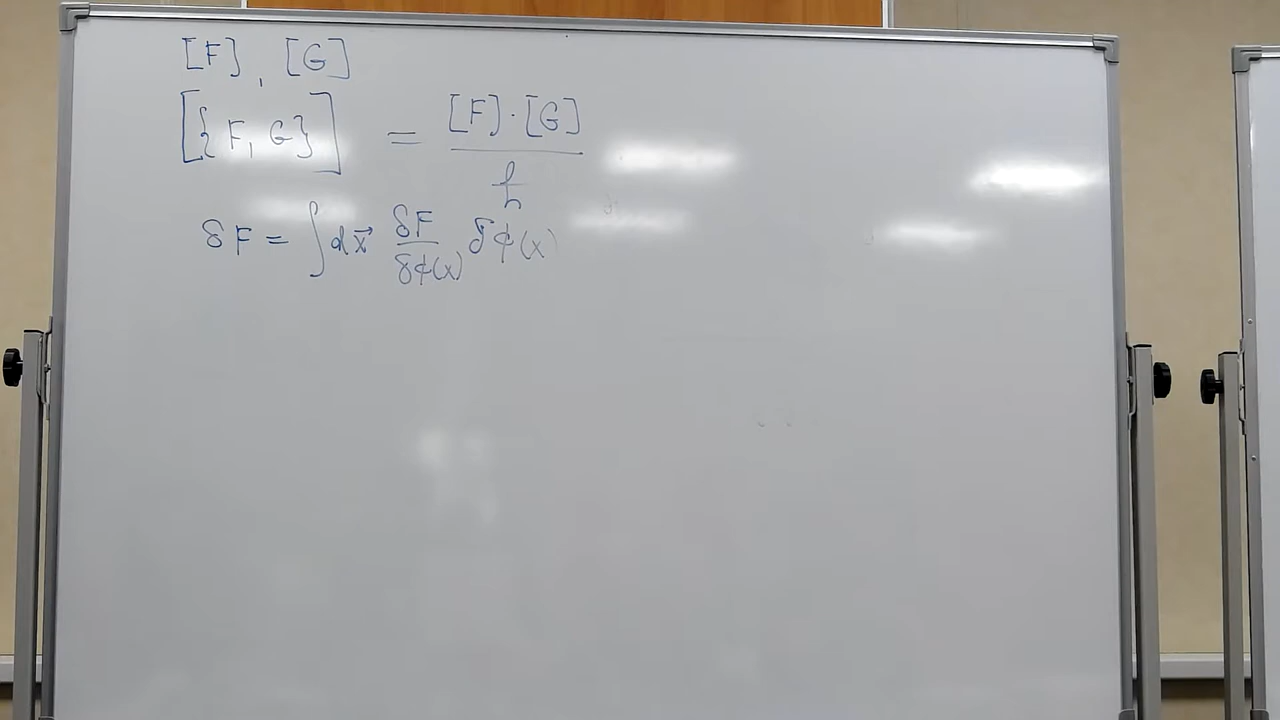 [F] , [G]
[{F, G}] = [F]·[G] / ħ
δF = ∫dx⃗ δF/δϕ(x) δϕ(x)